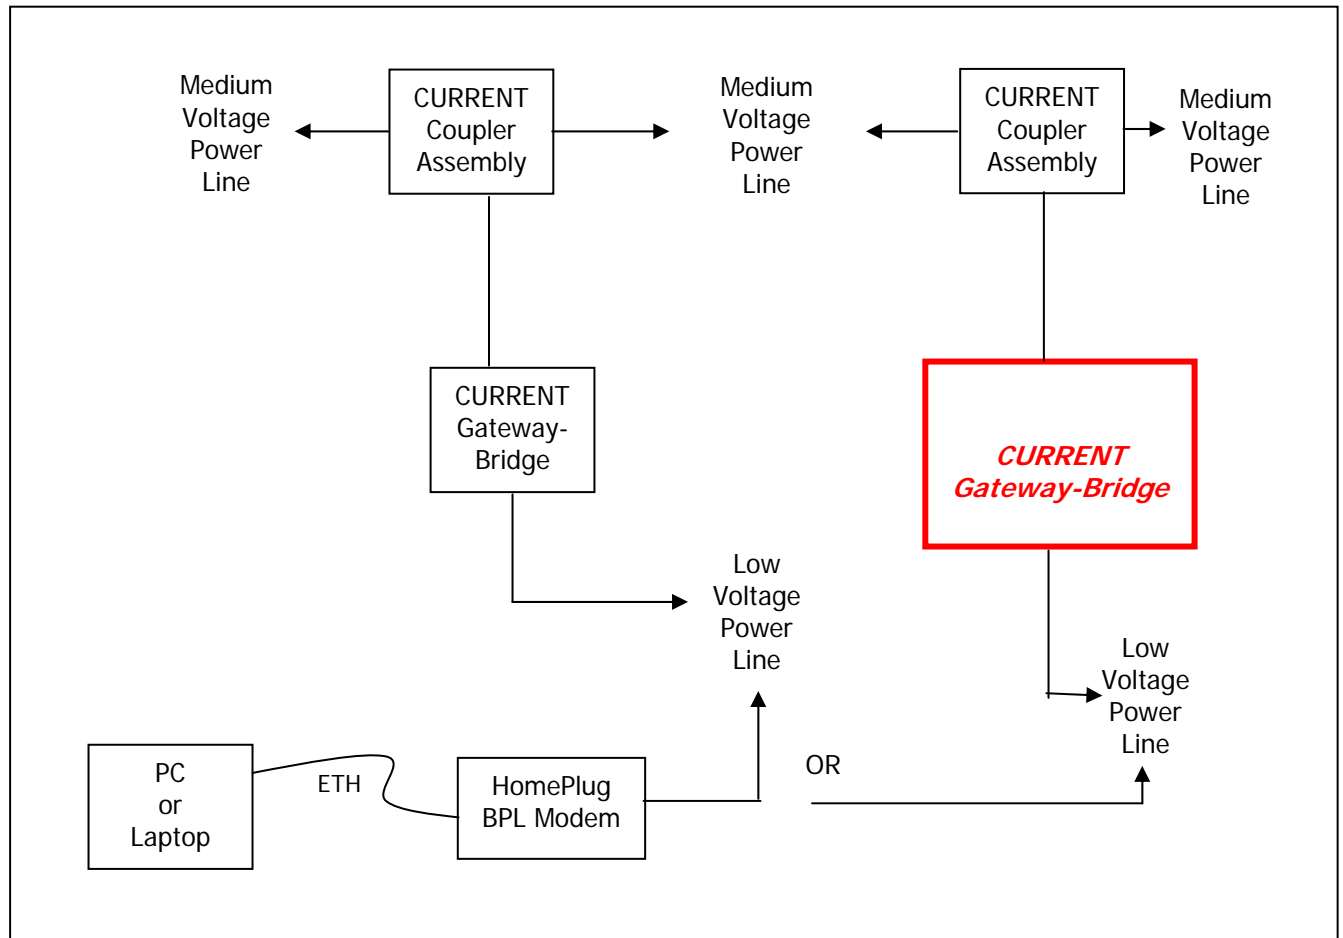 Medium
Voltage
Power
Line
CURRENT
Coupler
Assembly
Medium
Voltage
Power
Line
CURRENT
Coupler
Assembly
Medium
Voltage
Power
Line
CURRENT
Gateway-
Bridge
CURRENT
Gateway-Bridge
Low
Voltage
Power
Line
Low
Voltage
Power
Line
PC
or
Laptop
ETH
HomePlug
BPL Modem
OR